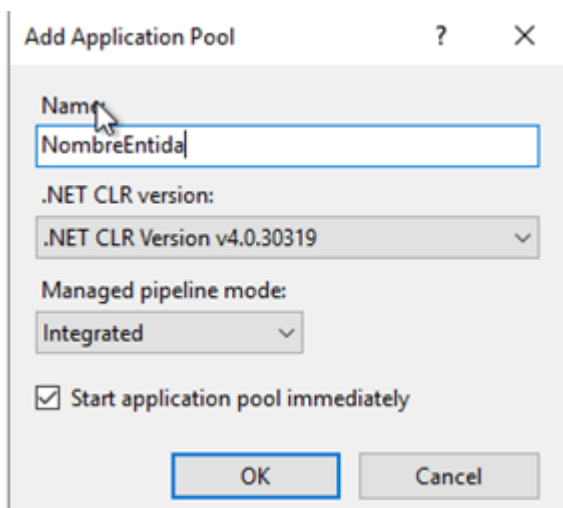 Add Application Pool ?
Name:
NombreEntida
.NET CLR version:
.NET CLR Version v4.0.30319
Managed pipeline mode:
Integrated
Start application pool immediately
OK Cancel